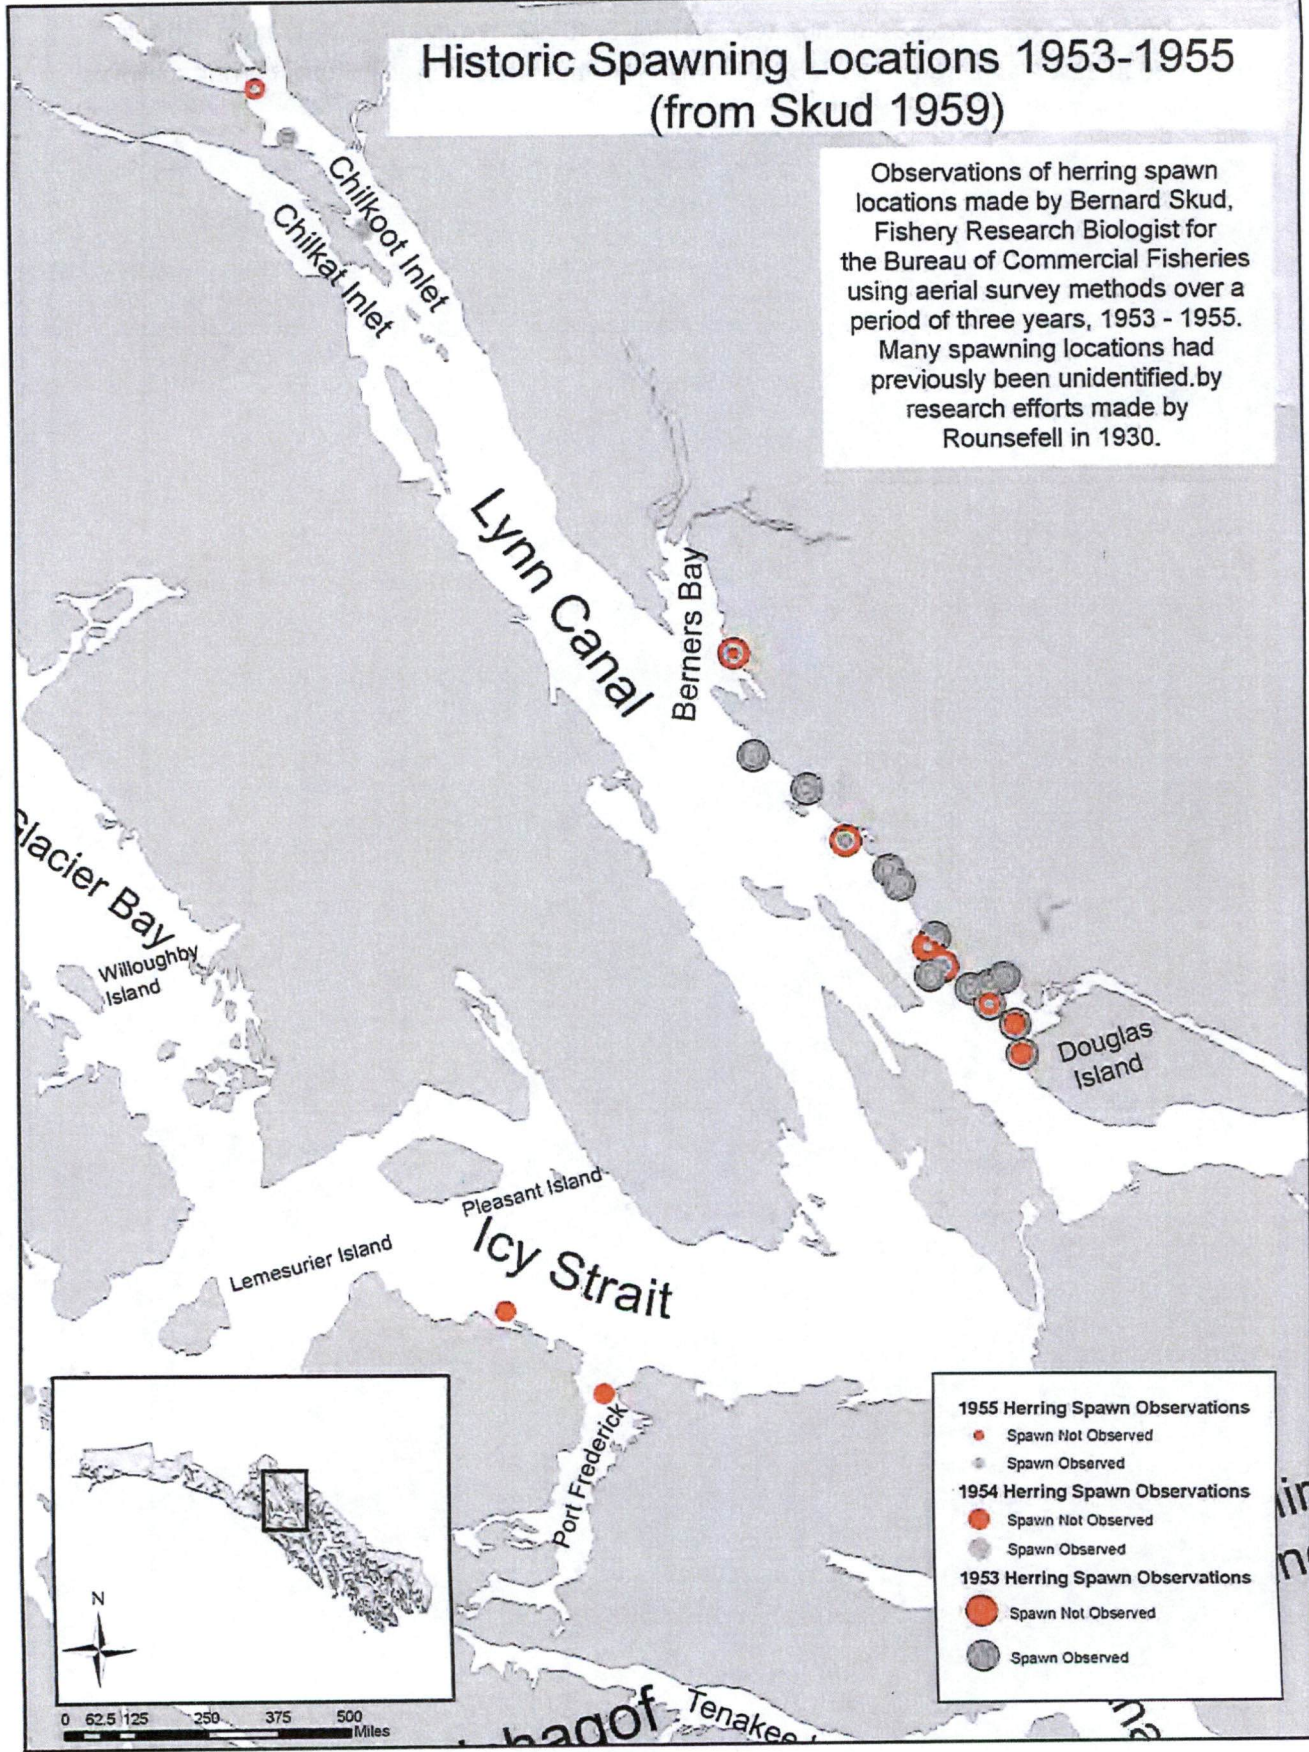 Historic Spawning Locations 1953-1955
(from Skud 1959)
Observations of herring spawn
locations made by Bernard Skud,
Fishery Research Biologist for
the Bureau of Commercial Fisheries
using aerial survey methods over a
period of three years, 1953 - 1955.
Many spawning locations had
previously been unidentified.by
research efforts made by
Rounsefell in 1930.
Chilkoot Inlet
Chilkat Inlet
Lynn Canal
Berners Bay
Glacier Bay
Willoughby
Island
Douglas
Island
Pleasant Island
Icy Strait
Lemesurier Island
Port Frederick
1955 Herring Spawn Observations
Spawn Not Observed
Spawn Observed
1954 Herring Spawn Observations
Spawn Not Observed
Spawn Observed
1953 Herring Spawn Observations
Spawn Not Observed
Spawn Observed
N
0 62.5 125 250 375 500
Miles
hagof
Tenakee